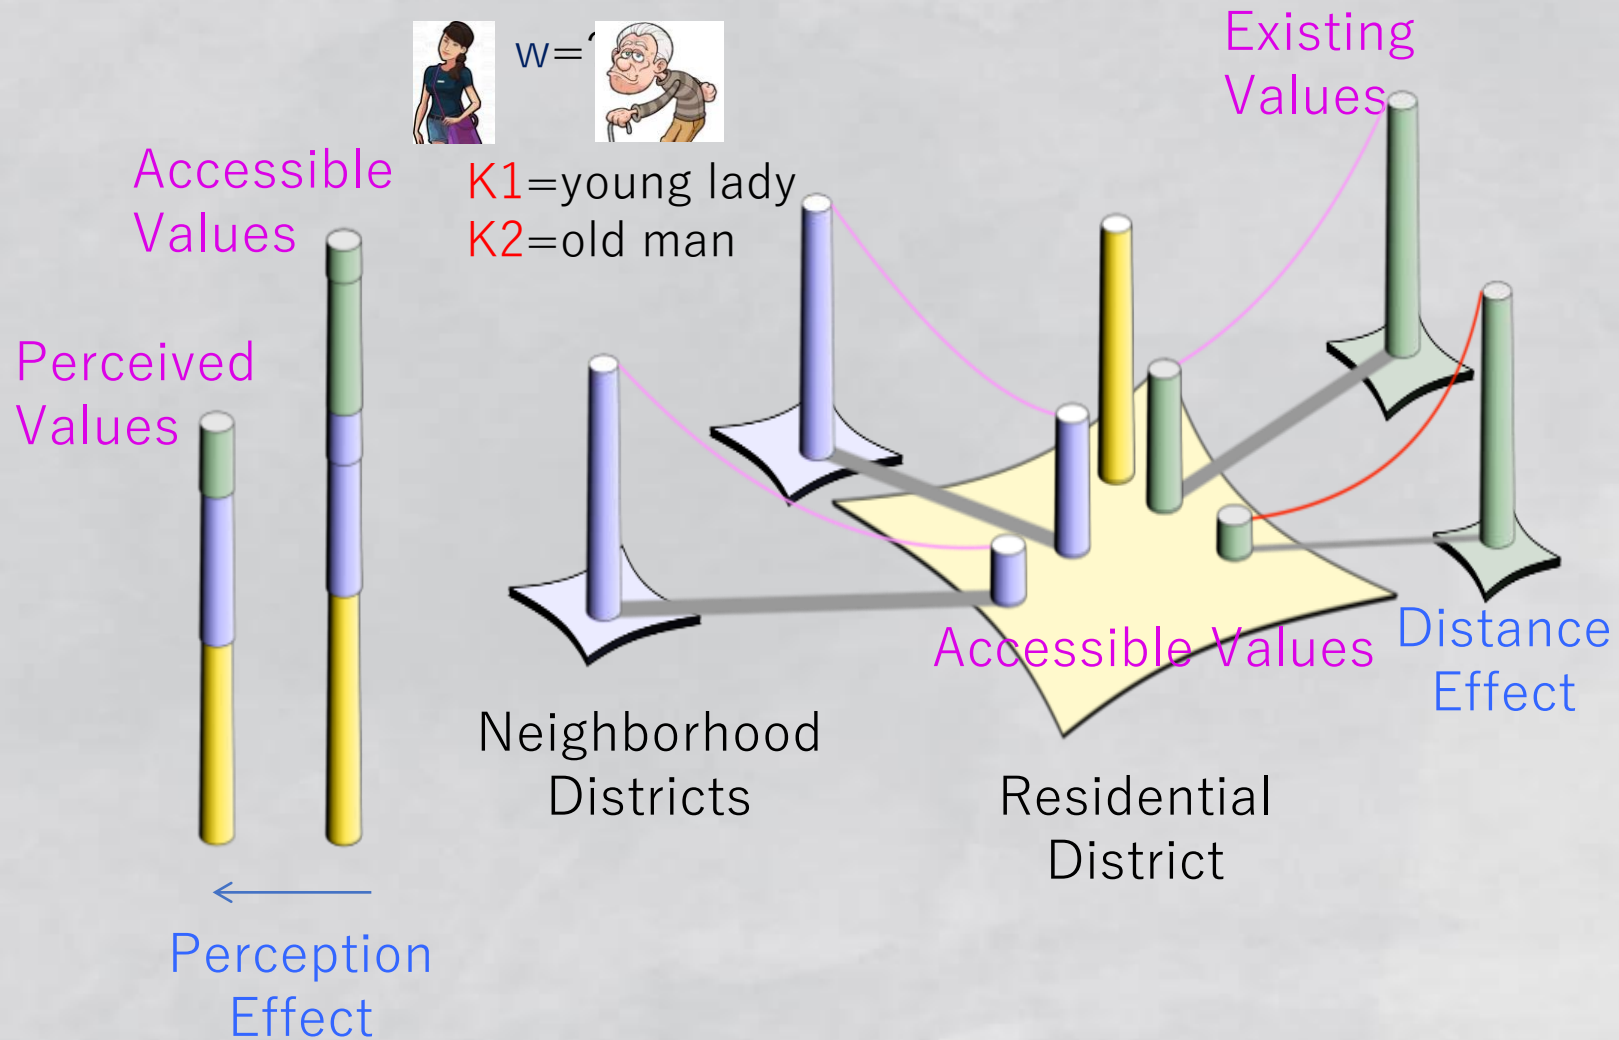 Existing
Values
w=?
Accessible
Values
K1=young lady
K2=old man
Perceived
Values
Accessible Values
Distance
Effect
Neighborhood
Districts
Residential
District
Perception
Effect